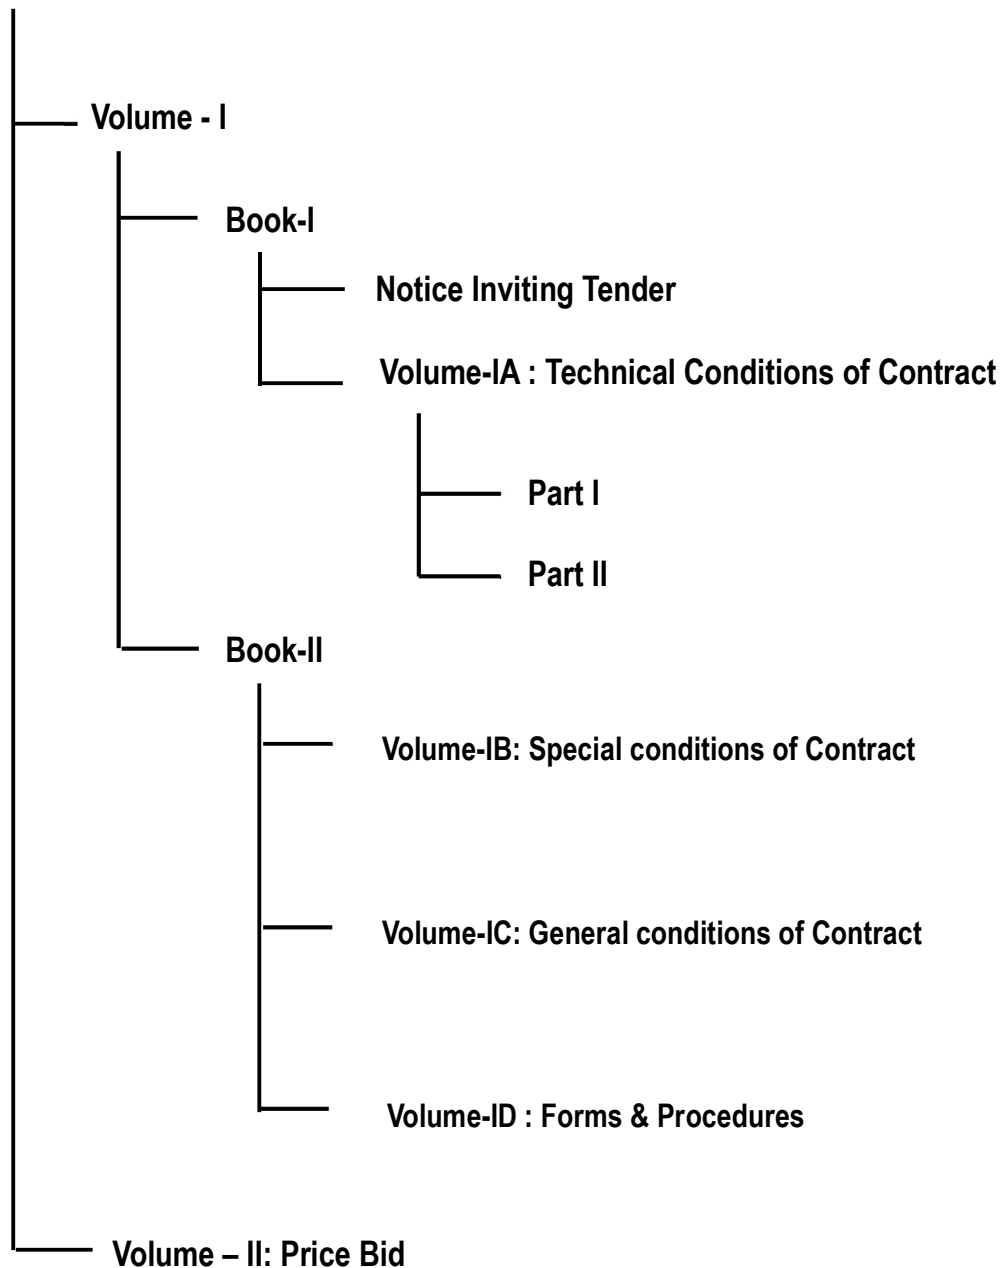 Volume - I
Book-I
Notice Inviting Tender
Volume-IA : Technical Conditions of Contract
Part I
Part II
Book-II
Volume-IB: Special conditions of Contract
Volume-IC: General conditions of Contract
Volume-ID : Forms & Procedures
Volume – II: Price Bid